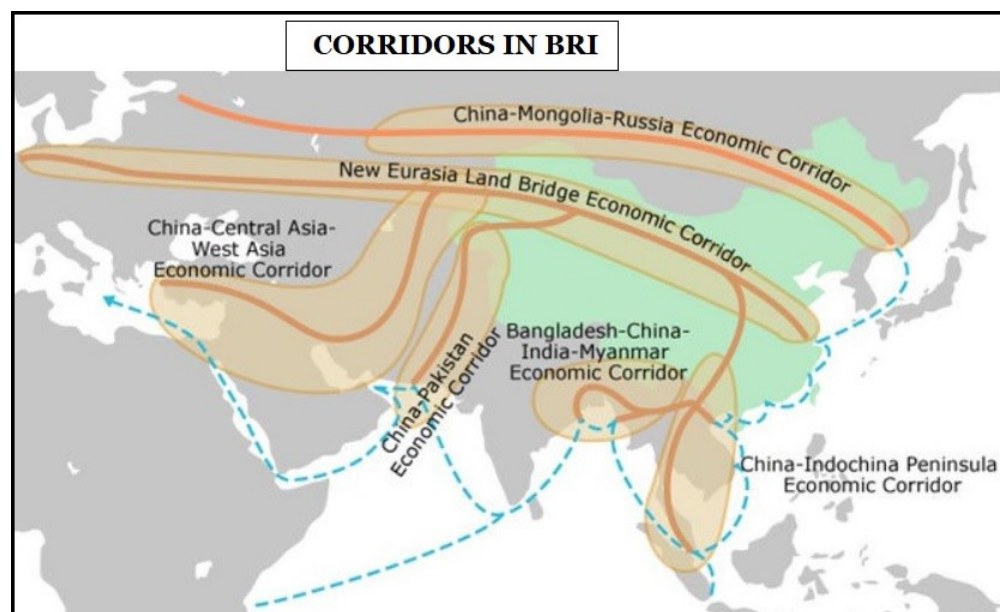 CORRIDORS IN BRI
China-Mongolia-Russia Economic Corridor
New Eurasia Land Bridge Economic Corridor
China-Central Asia-
West Asia
Economic Corridor
China-Pakistan
Economic Corridor
Bangladesh-China-
India-Myanmar
Economic Corridor
China-Indochina Peninsula
Economic Corridor